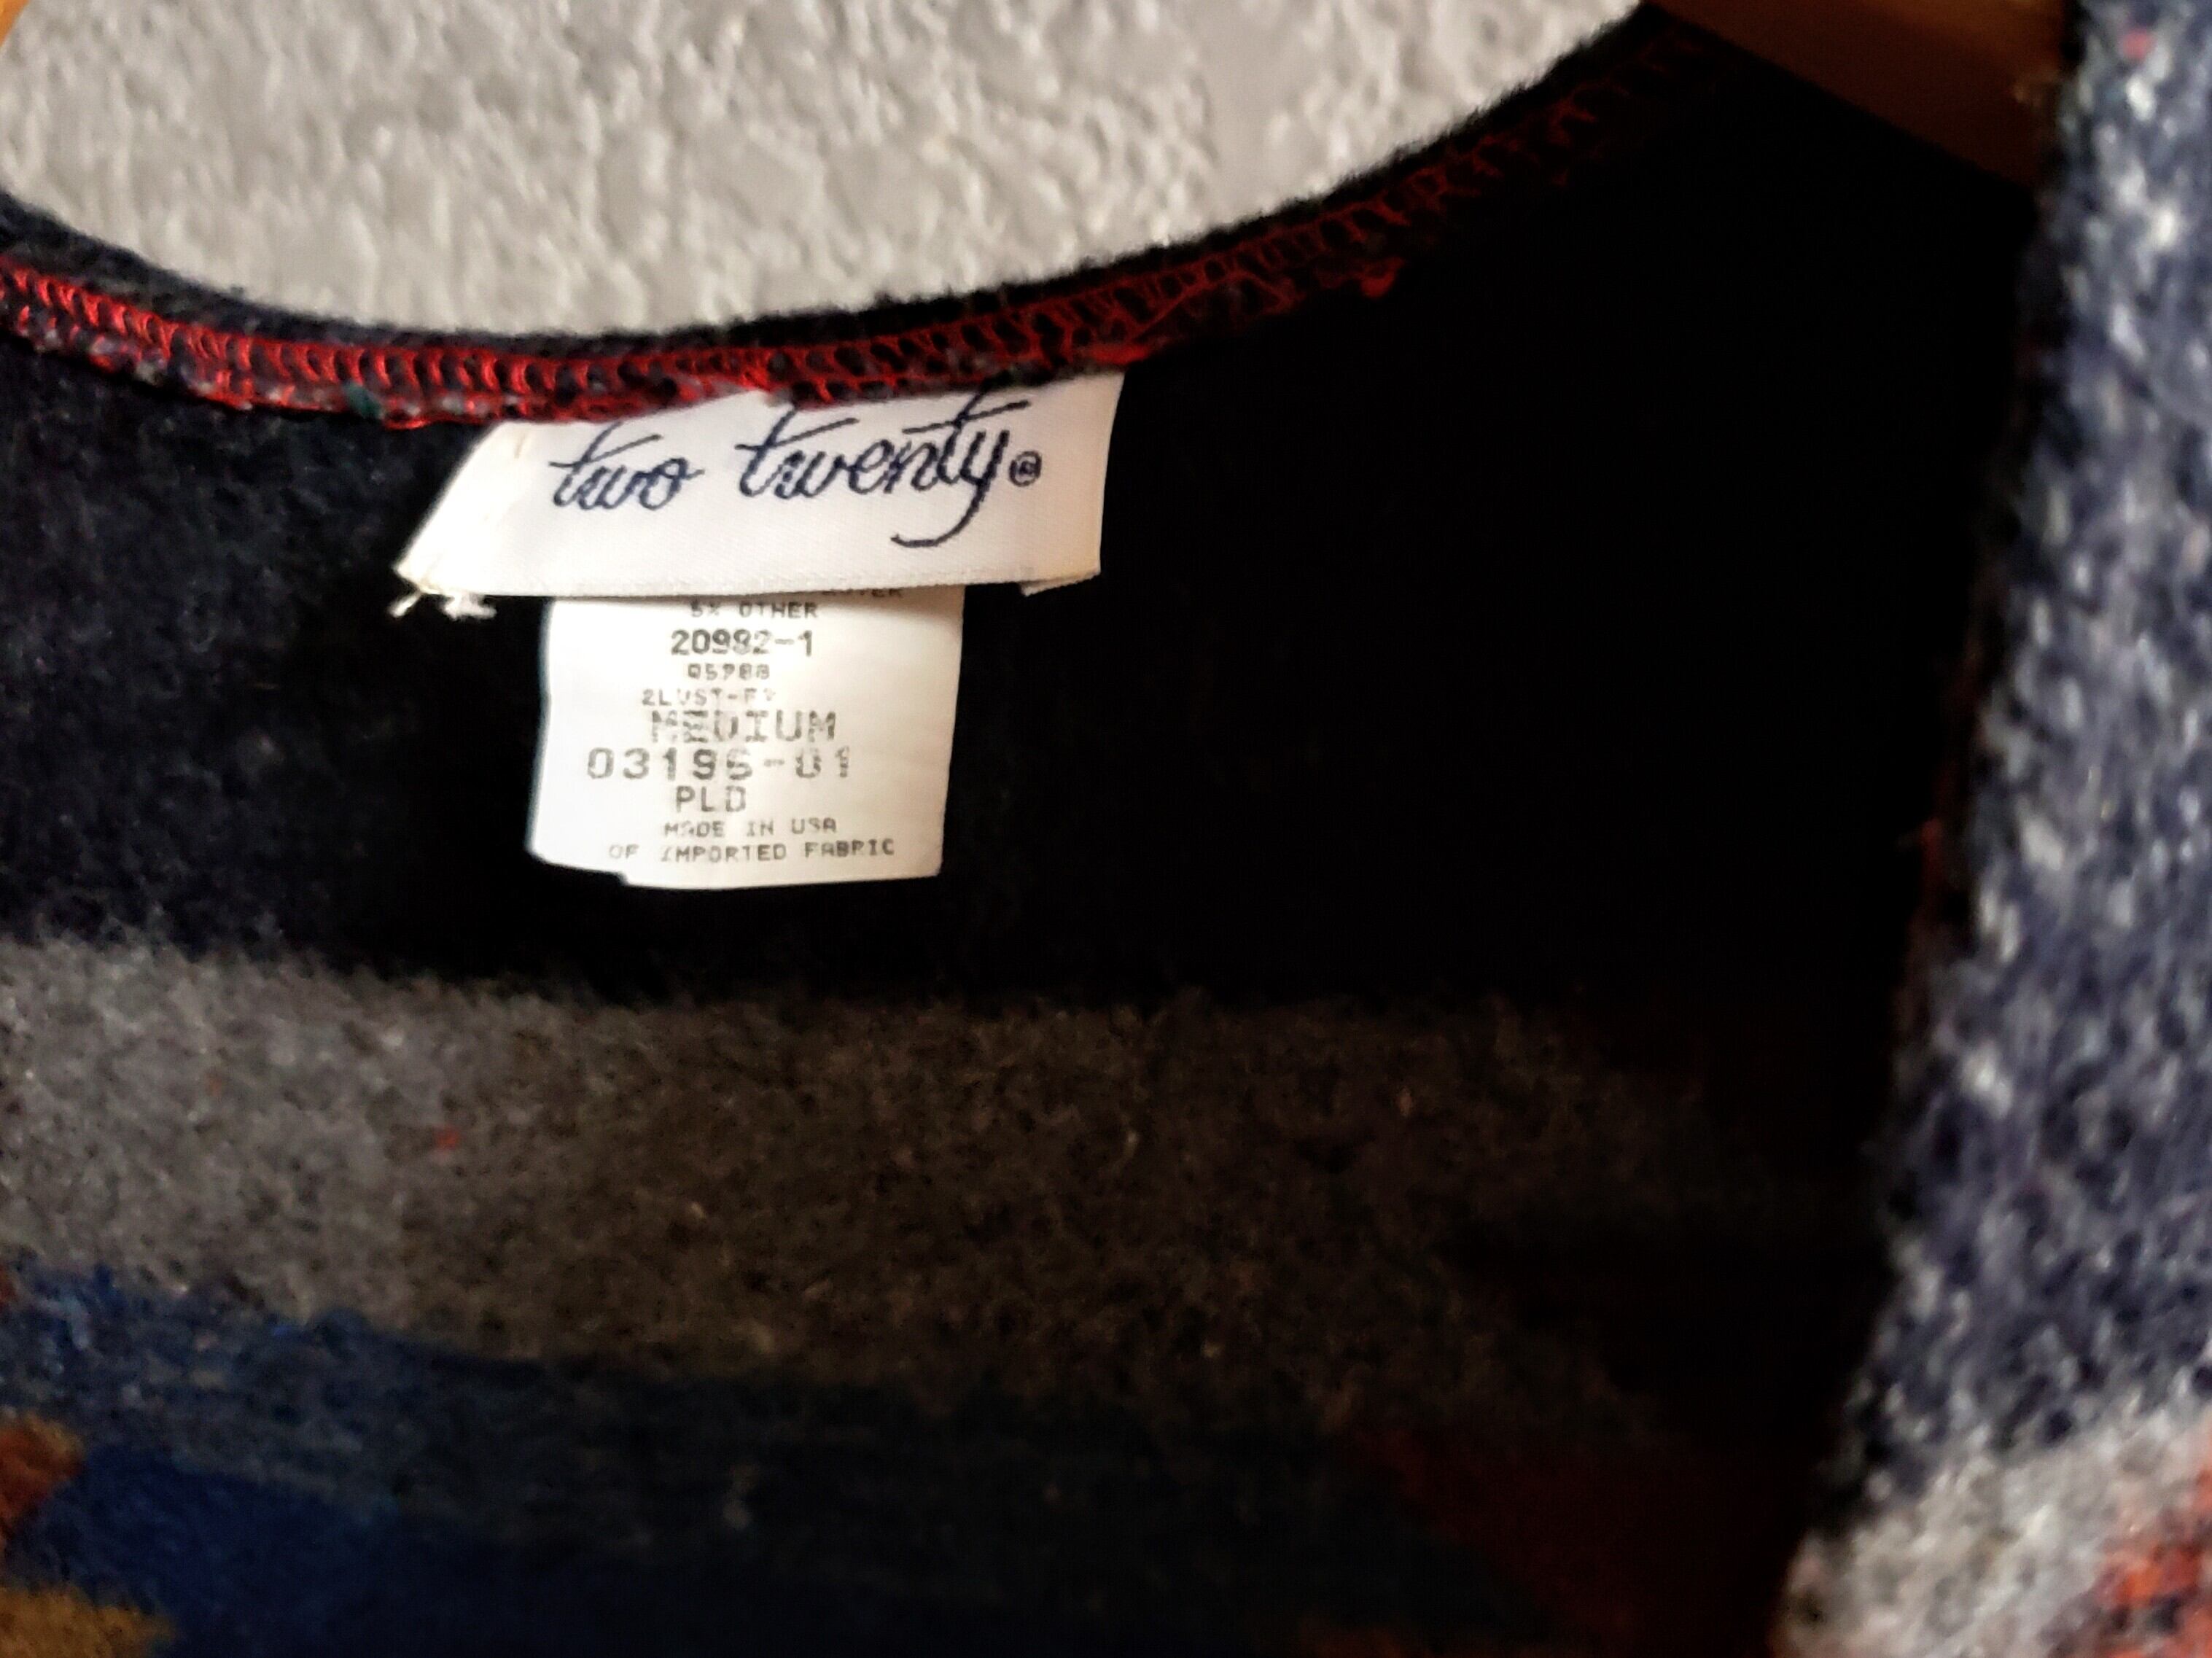 two twenty®
5% OTHER
20982-1
MEDIUM
03196-01
PLD
MADE IN USA
OF IMPORTED FABRIC